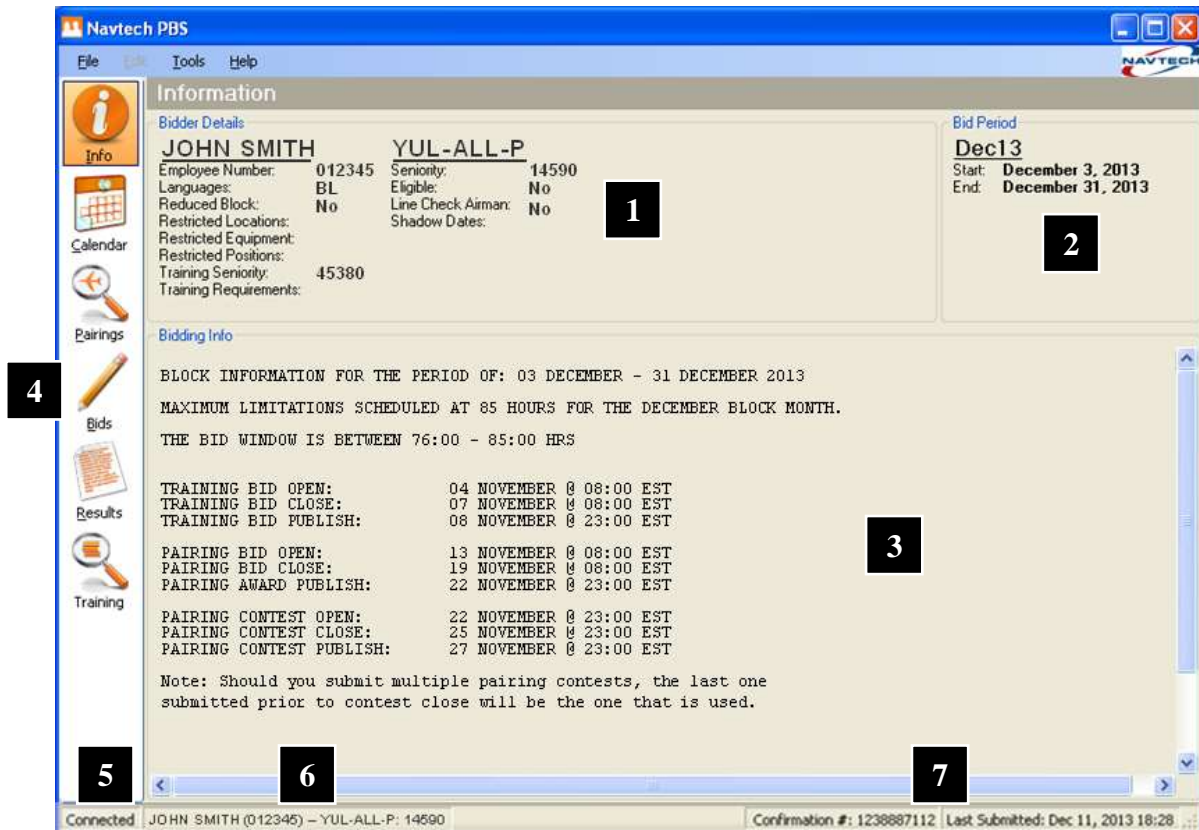 Navtech PBS
File Edit Tools Help
NAVTECH
Info
Calendar
Pairings
Bids
Results
Training
Information
Bidder Details
JOHN SMITH YUL-ALL-P
Employee Number: 012345 Seniority: 14590
Languages: BL Eligible: No
Reduced Block: No Line Check Airman: No
Restricted Locations: Shadow Dates:
Restricted Equipment:
Restricted Positions:
Training Seniority: 45380
Training Requirements:
1
Bid Period
Dec13
Start: December 3, 2013
End: December 31, 2013
2
Bidding Info
BLOCK INFORMATION FOR THE PERIOD OF: 03 DECEMBER - 31 DECEMBER 2013
MAXIMUM LIMITATIONS SCHEDULED AT 85 HOURS FOR THE DECEMBER BLOCK MONTH.
THE BID WINDOW IS BETWEEN 76:00 - 85:00 HRS
TRAINING BID OPEN: 04 NOVEMBER @ 08:00 EST
TRAINING BID CLOSE: 07 NOVEMBER @ 08:00 EST
TRAINING BID PUBLISH: 08 NOVEMBER @ 23:00 EST
PAIRING BID OPEN: 13 NOVEMBER @ 08:00 EST
PAIRING BID CLOSE: 19 NOVEMBER @ 08:00 EST
PAIRING AWARD PUBLISH: 22 NOVEMBER @ 23:00 EST
PAIRING CONTEST OPEN: 22 NOVEMBER @ 23:00 EST
PAIRING CONTEST CLOSE: 25 NOVEMBER @ 23:00 EST
PAIRING CONTEST PUBLISH: 27 NOVEMBER @ 23:00 EST
Note: Should you submit multiple pairing contests, the last one
submitted prior to contest close will be the one that is used.
3
4
5
6
7
Connected JOHN SMITH (012345) – YUL-ALL-P: 14590 Confirmation #: 1238887112 Last Submitted: Dec 11, 2013 18:28